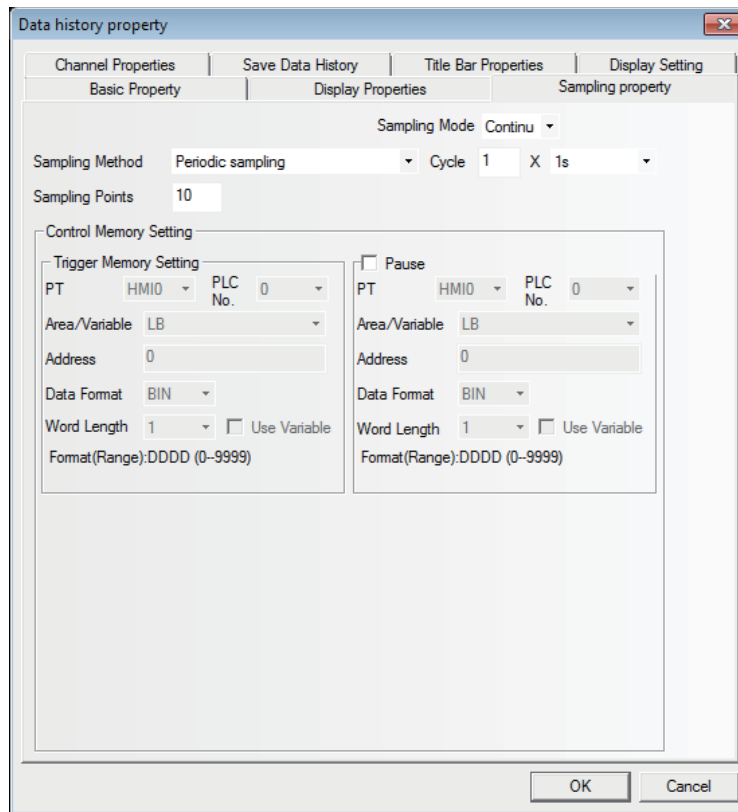 Data history property
Channel Properties Save Data History Title Bar Properties Display Setting
Basic Property Display Properties Sampling property
Sampling Mode Continu
Sampling Method Periodic sampling Cycle 1 X 1s
Sampling Points 10
Control Memory Setting
Trigger Memory Setting Pause
PT HMI0 PLC No. 0 PT HMI0 PLC No. 0
Area/Variable LB Area/Variable LB
Address 0 Address 0
Data Format BIN Data Format BIN
Word Length 1 Use Variable Word Length 1 Use Variable
Format(Range):DDDD (0--9999) Format(Range):DDDD (0--9999)
OK Cancel